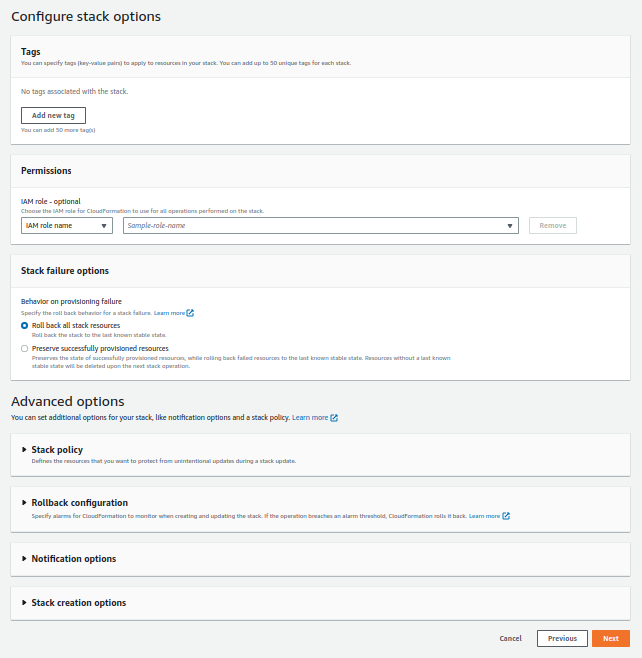 Configure stack options
Tags
You can specify tags (key-value pairs) to apply to resources in your stack. You can add up to 50 unique tags for each stack.
No tags associated with the stack.
Add new tag
You can add 50 more tag(s)
Permissions
IAM role - optional
Choose the IAM role for CloudFormation to use for all operations performed on the stack.
IAM role name
Sample-role-name
Remove
Stack failure options
Behavior on provisioning failure
Specify the roll back behavior for a stack failure. Learn more
Roll back all stack resources
Roll back the stack to the last known stable state.
Preserve successfully provisioned resources
Preserves the state of successfully provisioned resources, while rolling back failed resources to the last known stable state. Resources without a last known
stable state will be deleted upon the next stack operation.
Advanced options
You can set additional options for your stack, like notification options and a stack policy. Learn more
Stack policy
Defines the resources that you want to protect from unintentional updates during a stack update.
Rollback configuration
Specify alarms for CloudFormation to monitor when creating and updating the stack. If the operation breaches an alarm threshold, CloudFormation rolls it back. Learn more
Notification options
Stack creation options
Cancel
Previous
Next